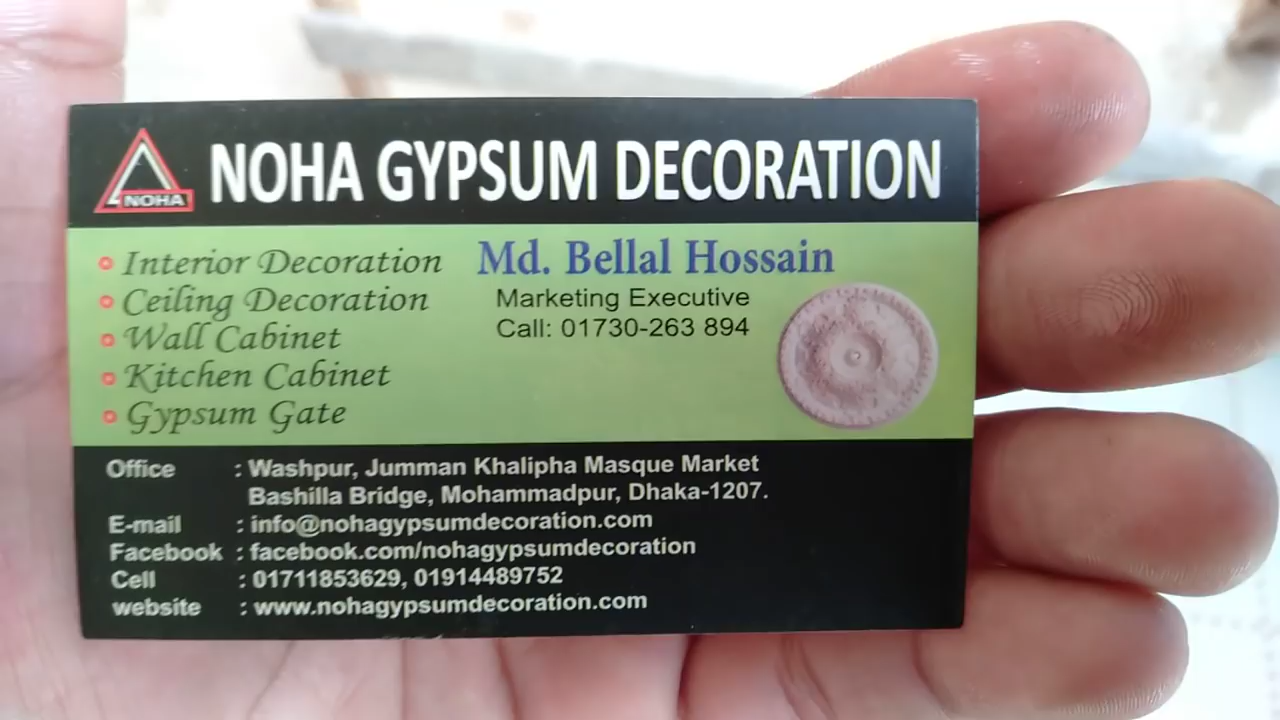 NOHA
NOHA GYPSUM DECORATION
Interior Decoration
Ceiling Decoration
Wall Cabinet
Kitchen Cabinet
Gypsum Gate
Md. Bellal Hossain
Marketing Executive
Call: 01730-263 894
Office : Washpur, Jumman Khalipha Masque Market
Bashilla Bridge, Mohammadpur, Dhaka-1207.
E-mail : info@nohagypsumdecoration.com
Facebook : facebook.com/nohagypsumdecoration
Cell : 01711853629, 01914489752
website : www.nohagypsumdecoration.com